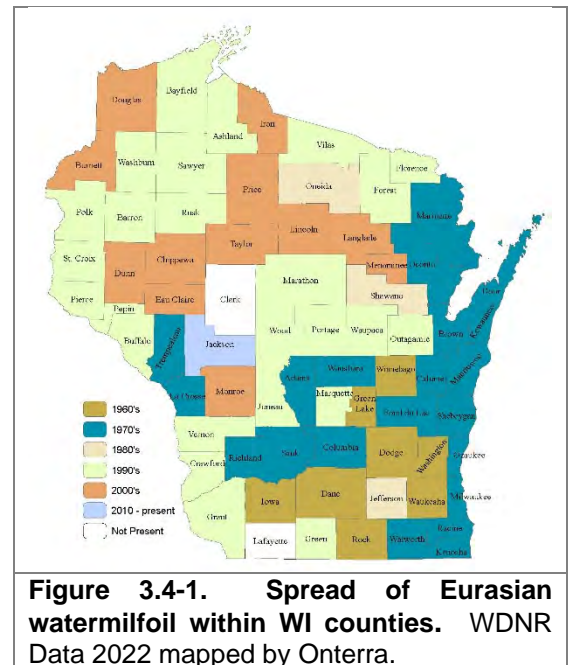 Douglas
Bayfield
Ashland
Iron
Vilas
Burnett
Washburn
Sawyer
Price
Oneida
Forest
Florence
Marinette
Polk
Barron
Rusk
Lincoln
Langlade
Taylor
Oconto
St. Croix
Dunn
Chippewa
Menominee
Door
Marathon
Clerk
Shawano
Pierce
Pepin
Eau Claire
Buffalo
Trempealeau
Jackson
Wood
Portage
Waupaca
Outagamie
Brown
Kewaunee
La Crosse
Monroe
Juneau
Adams
Waushara
Winnebago
Calumet
Manitowoc
Marquette
Green
Lake
Fond du Lac
Sheboygan
Vernon
Crawford
Richland
Sauk
Columbia
Dodge
Washington
Ozaukee
Grant
Iowa
Dane
Jefferson
Waukesha
Milwaukee
Lafayette
Green
Rock
Walworth
Racine
Kenosha
1960's
1970's
1980's
1990's
2000's
2010 - present
Not Present
Figure 3.4-1. Spread of Eurasian
watermilfoil within WI counties. WDNR
Data 2022 mapped by Onterra.